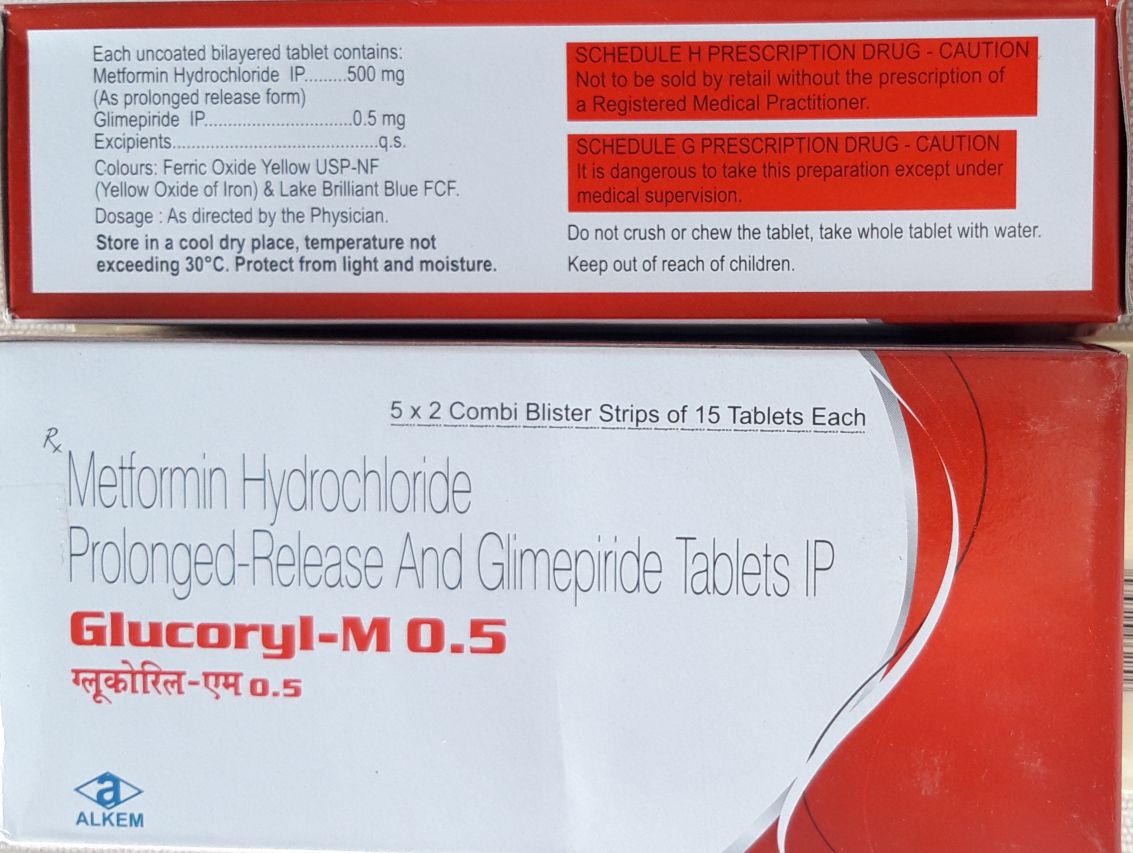 Each uncoated bilayered tablet contains:
Metformin Hydrochloride IP.........500 mg
(As prolonged release form)
Glimepiride IP..............................0.5 mg
Excipients..........................................q.s.
Colours: Ferric Oxide Yellow USP-NF
(Yellow Oxide of Iron) & Lake Brilliant Blue FCF.
Dosage : As directed by the Physician.
Store in a cool dry place, temperature not
exceeding 30°C. Protect from light and moisture.
SCHEDULE H PRESCRIPTION DRUG - CAUTION
Not to be sold by retail without the prescription of
a Registered Medical Practitioner.
SCHEDULE G PRESCRIPTION DRUG - CAUTION
It is dangerous to take this preparation except under
medical supervision.
Do not crush or chew the tablet, take whole tablet with water.
Keep out of reach of children.
5 x 2 Combi Blister Strips of 15 Tablets Each
Rx
Metformin Hydrochloride
Prolonged-Release And Glimepiride Tablets IP
Glucoryl-M 0.5
ग्लूकोरिल-एम 0.5
a
ALKEM